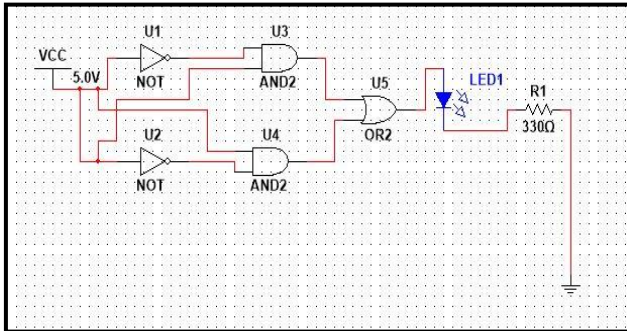 VCC
5.0V
U1
NOT
U3
AND2
U5
OR2
LED1
R1
330Ω
U2
NOT
U4
AND2